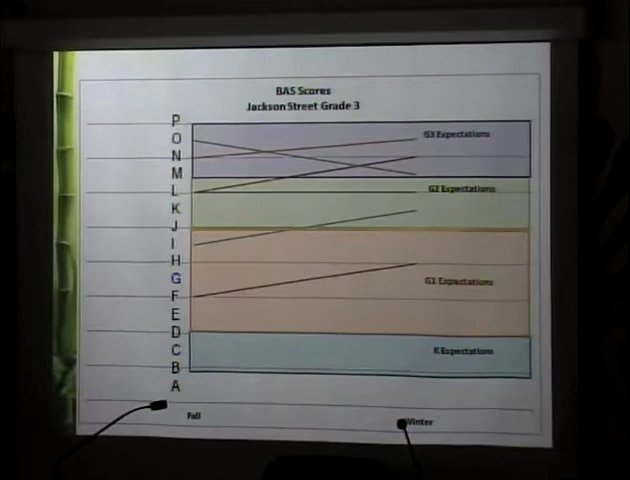 BAS Scores
Jackson Street Grade 3
P
O
G3 Expectations
N
M
L
G2 Expectations
K
J
I
H
G
G1 Expectations
F
E
D
C
K Expectations
B
A
Fall
Winter